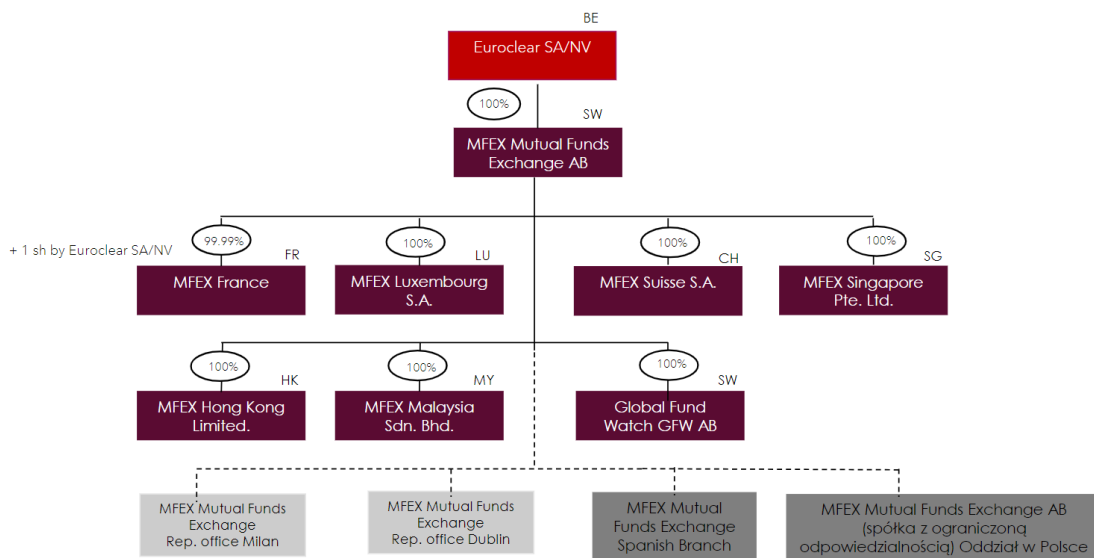 BE
Euroclear SA/NV
100%
SW
MFEX Mutual Funds
Exchange AB
+ 1 sh by Euroclear SA/NV
99.99%
FR
MFEX France
100%
LU
MFEX Luxembourg
S.A.
100%
CH
MFEX Suisse S.A.
100%
SG
MFEX Singapore
Pte. Ltd.
100%
HK
MFEX Hong Kong
Limited.
100%
MY
MFEX Malaysia
Sdn. Bhd.
100%
SW
Global Fund
Watch GFW AB
MFEX Mutual Funds
Exchange
Rep. office Milan
MFEX Mutual Funds
Exchange
Rep. office Dublin
MFEX Mutual
Funds Exchange
Spanish Branch
MFEX Mutual Funds Exchange AB
(spółka z ograniczoną
odpowiedzialnością) Oddział w Polsce